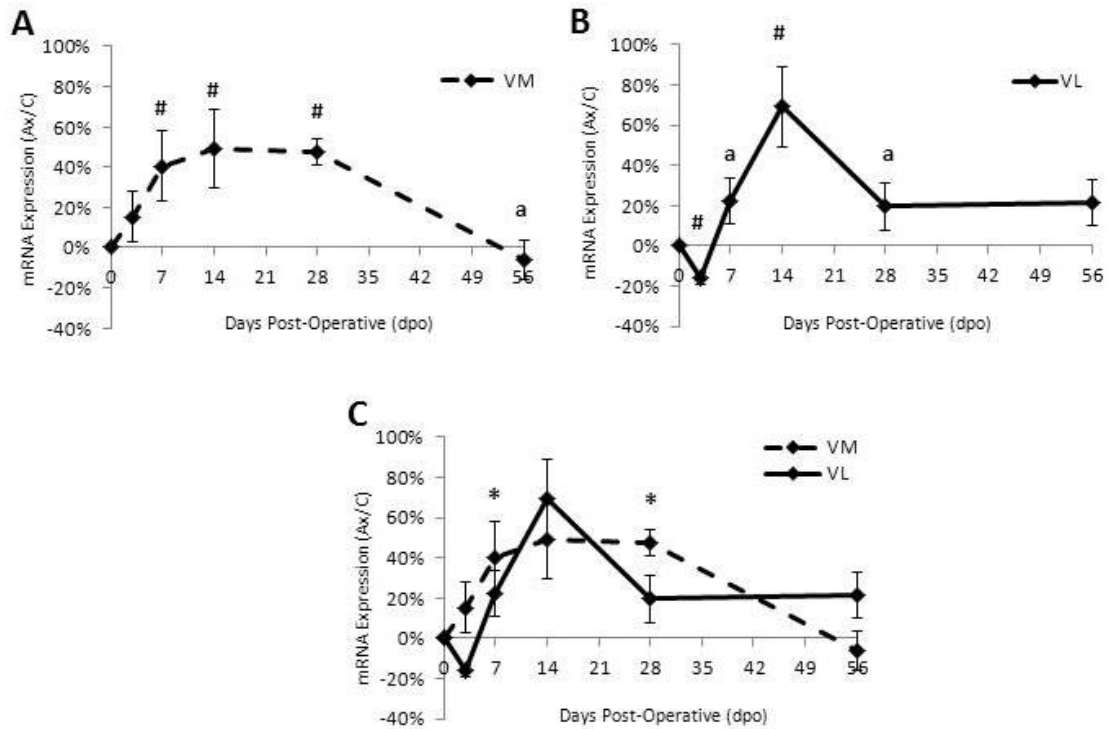 A
mRNA Expression (Ax/C)
100%
80%
60%
40%
20%
0%
-20%
-40%
# # # a
VM
0 7 14 21 28 35 42 49 56
Days Post-Operative (dpo)
B
mRNA Expression (Ax/C)
100%
80%
60%
40%
20%
0%
-20%
-40%
# a # a
VL
0 7 14 21 28 35 42 49 56
Days Post-Operative (dpo)
C
mRNA Expression (Ax/C)
100%
80%
60%
40%
20%
0%
-20%
-40%
* *
VM
VL
0 7 14 21 28 35 42 49 56
Days Post-Operative (dpo)